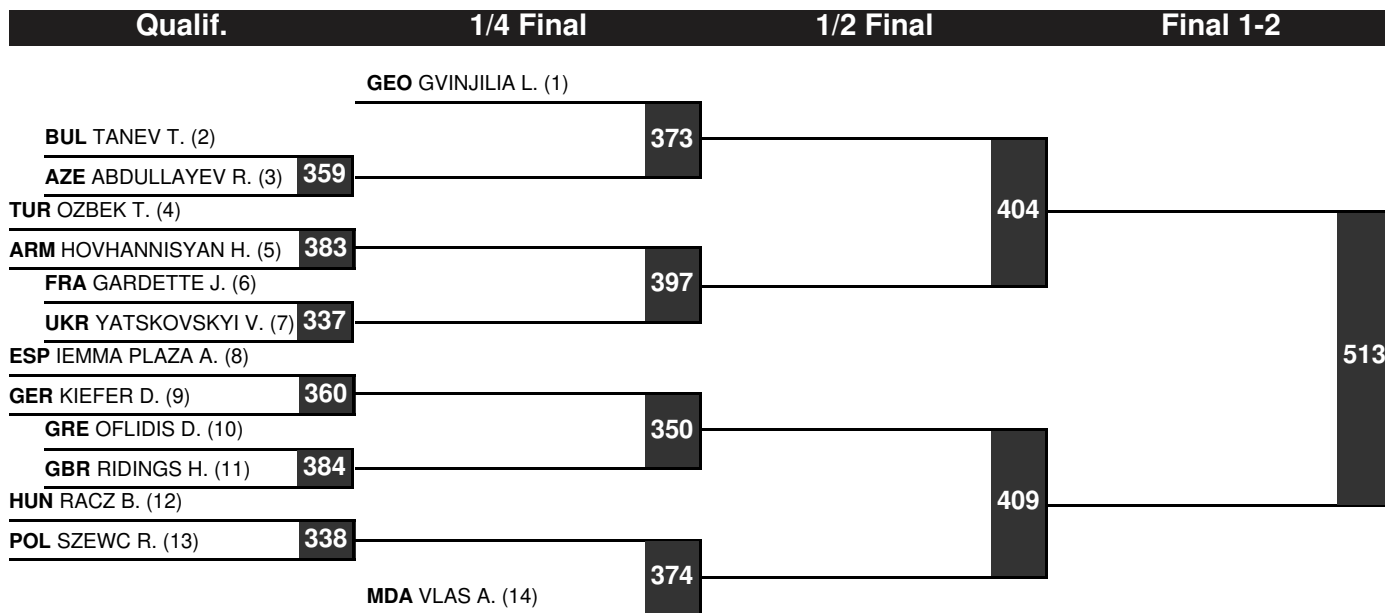 Qualif. 1/4 Final 1/2 Final Final 1-2
GEO GVINJILIA L. (1)
373
BUL TANEV T. (2)
AZE ABDULLAYEV R. (3) 359
TUR OZBEK T. (4)
404
ARM HOVHANNISYAN H. (5) 383
FRA GARDETTE J. (6)
397
UKR YATSKOVSKYI V. (7) 337
ESP IEMMA PLAZA A. (8)
513
GER KIEFER D. (9) 360
GRE OFLIDIS D. (10)
350
GBR RIDINGS H. (11) 384
HUN RACZ B. (12)
409
POL SZEWC R. (13) 338
374
MDA VLAS A. (14)